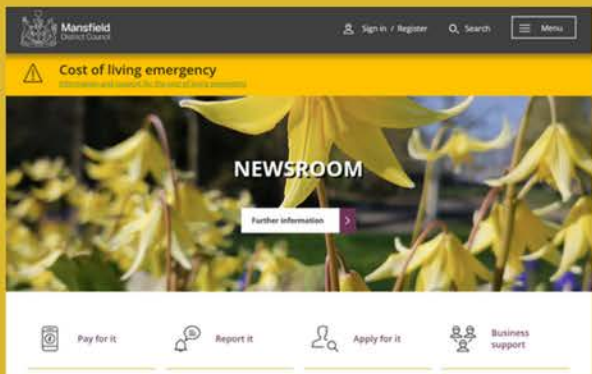 Mansfield
District Council
Sign in / Register
Search
Menu
Cost of living emergency
Information and support for the cost of living emergency
NEWSROOM
Further information
Pay for it
Report it
Apply for it
Business
support